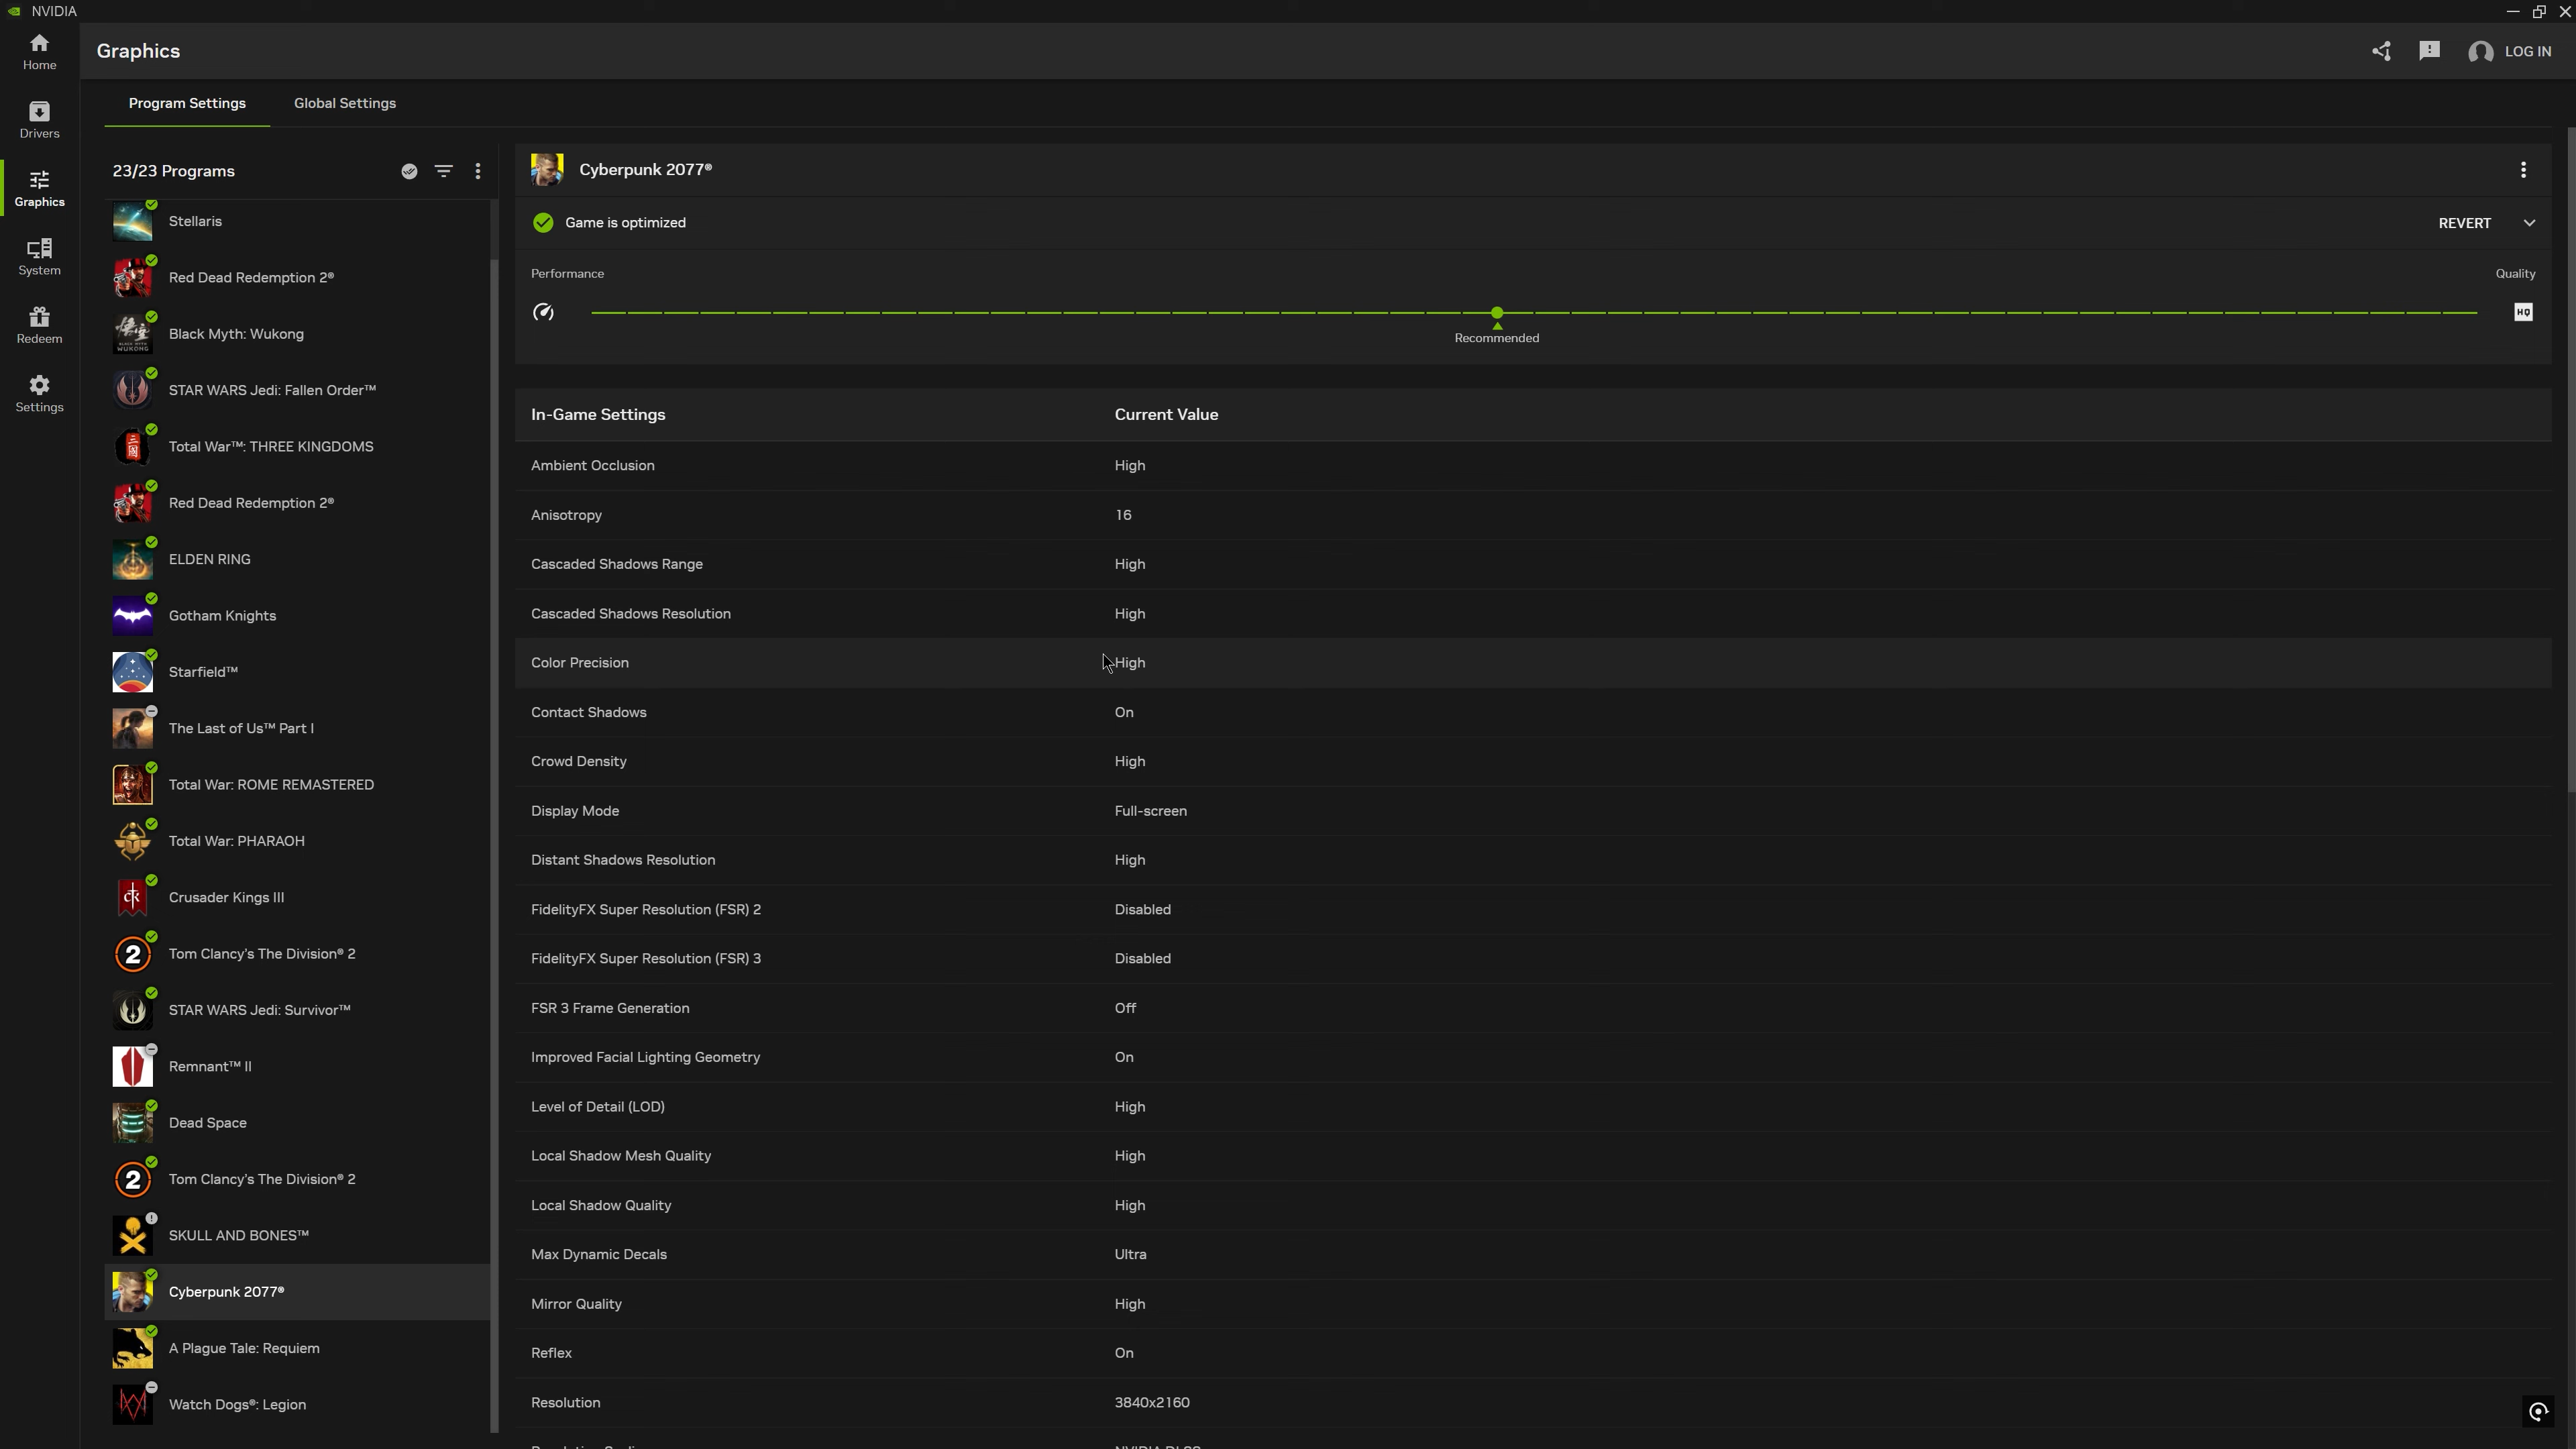 NVIDIA
Home
Drivers
Graphics
System
Redeem
Settings
Graphics
LOG IN
Program Settings
Global Settings
23/23 Programs
Stellaris
Red Dead Redemption 2®
Black Myth: Wukong
STAR WARS Jedi: Fallen Order™
Total War™: THREE KINGDOMS
Red Dead Redemption 2®
ELDEN RING
Gotham Knights
Starfield™
The Last of Us™ Part I
Total War: ROME REMASTERED
Total War: PHARAOH
Crusader Kings III
Tom Clancy's The Division® 2
STAR WARS Jedi: Survivor™
Remnant™ II
Dead Space
Tom Clancy's The Division® 2
SKULL AND BONES™
Cyberpunk 2077®
A Plague Tale: Requiem
Watch Dogs®: Legion
Cyberpunk 2077®
Game is optimized
REVERT
Performance
Quality
HQ
Recommended
In-Game Settings Current Value
Ambient Occlusion High
Anisotropy 16
Cascaded Shadows Range High
Cascaded Shadows Resolution High
Color Precision High
Contact Shadows On
Crowd Density High
Display Mode Full-screen
Distant Shadows Resolution High
FidelityFX Super Resolution (FSR) 2 Disabled
FidelityFX Super Resolution (FSR) 3 Disabled
FSR 3 Frame Generation Off
Improved Facial Lighting Geometry On
Level of Detail (LOD) High
Local Shadow Mesh Quality High
Local Shadow Quality High
Max Dynamic Decals Ultra
Mirror Quality High
Reflex On
Resolution 3840x2160